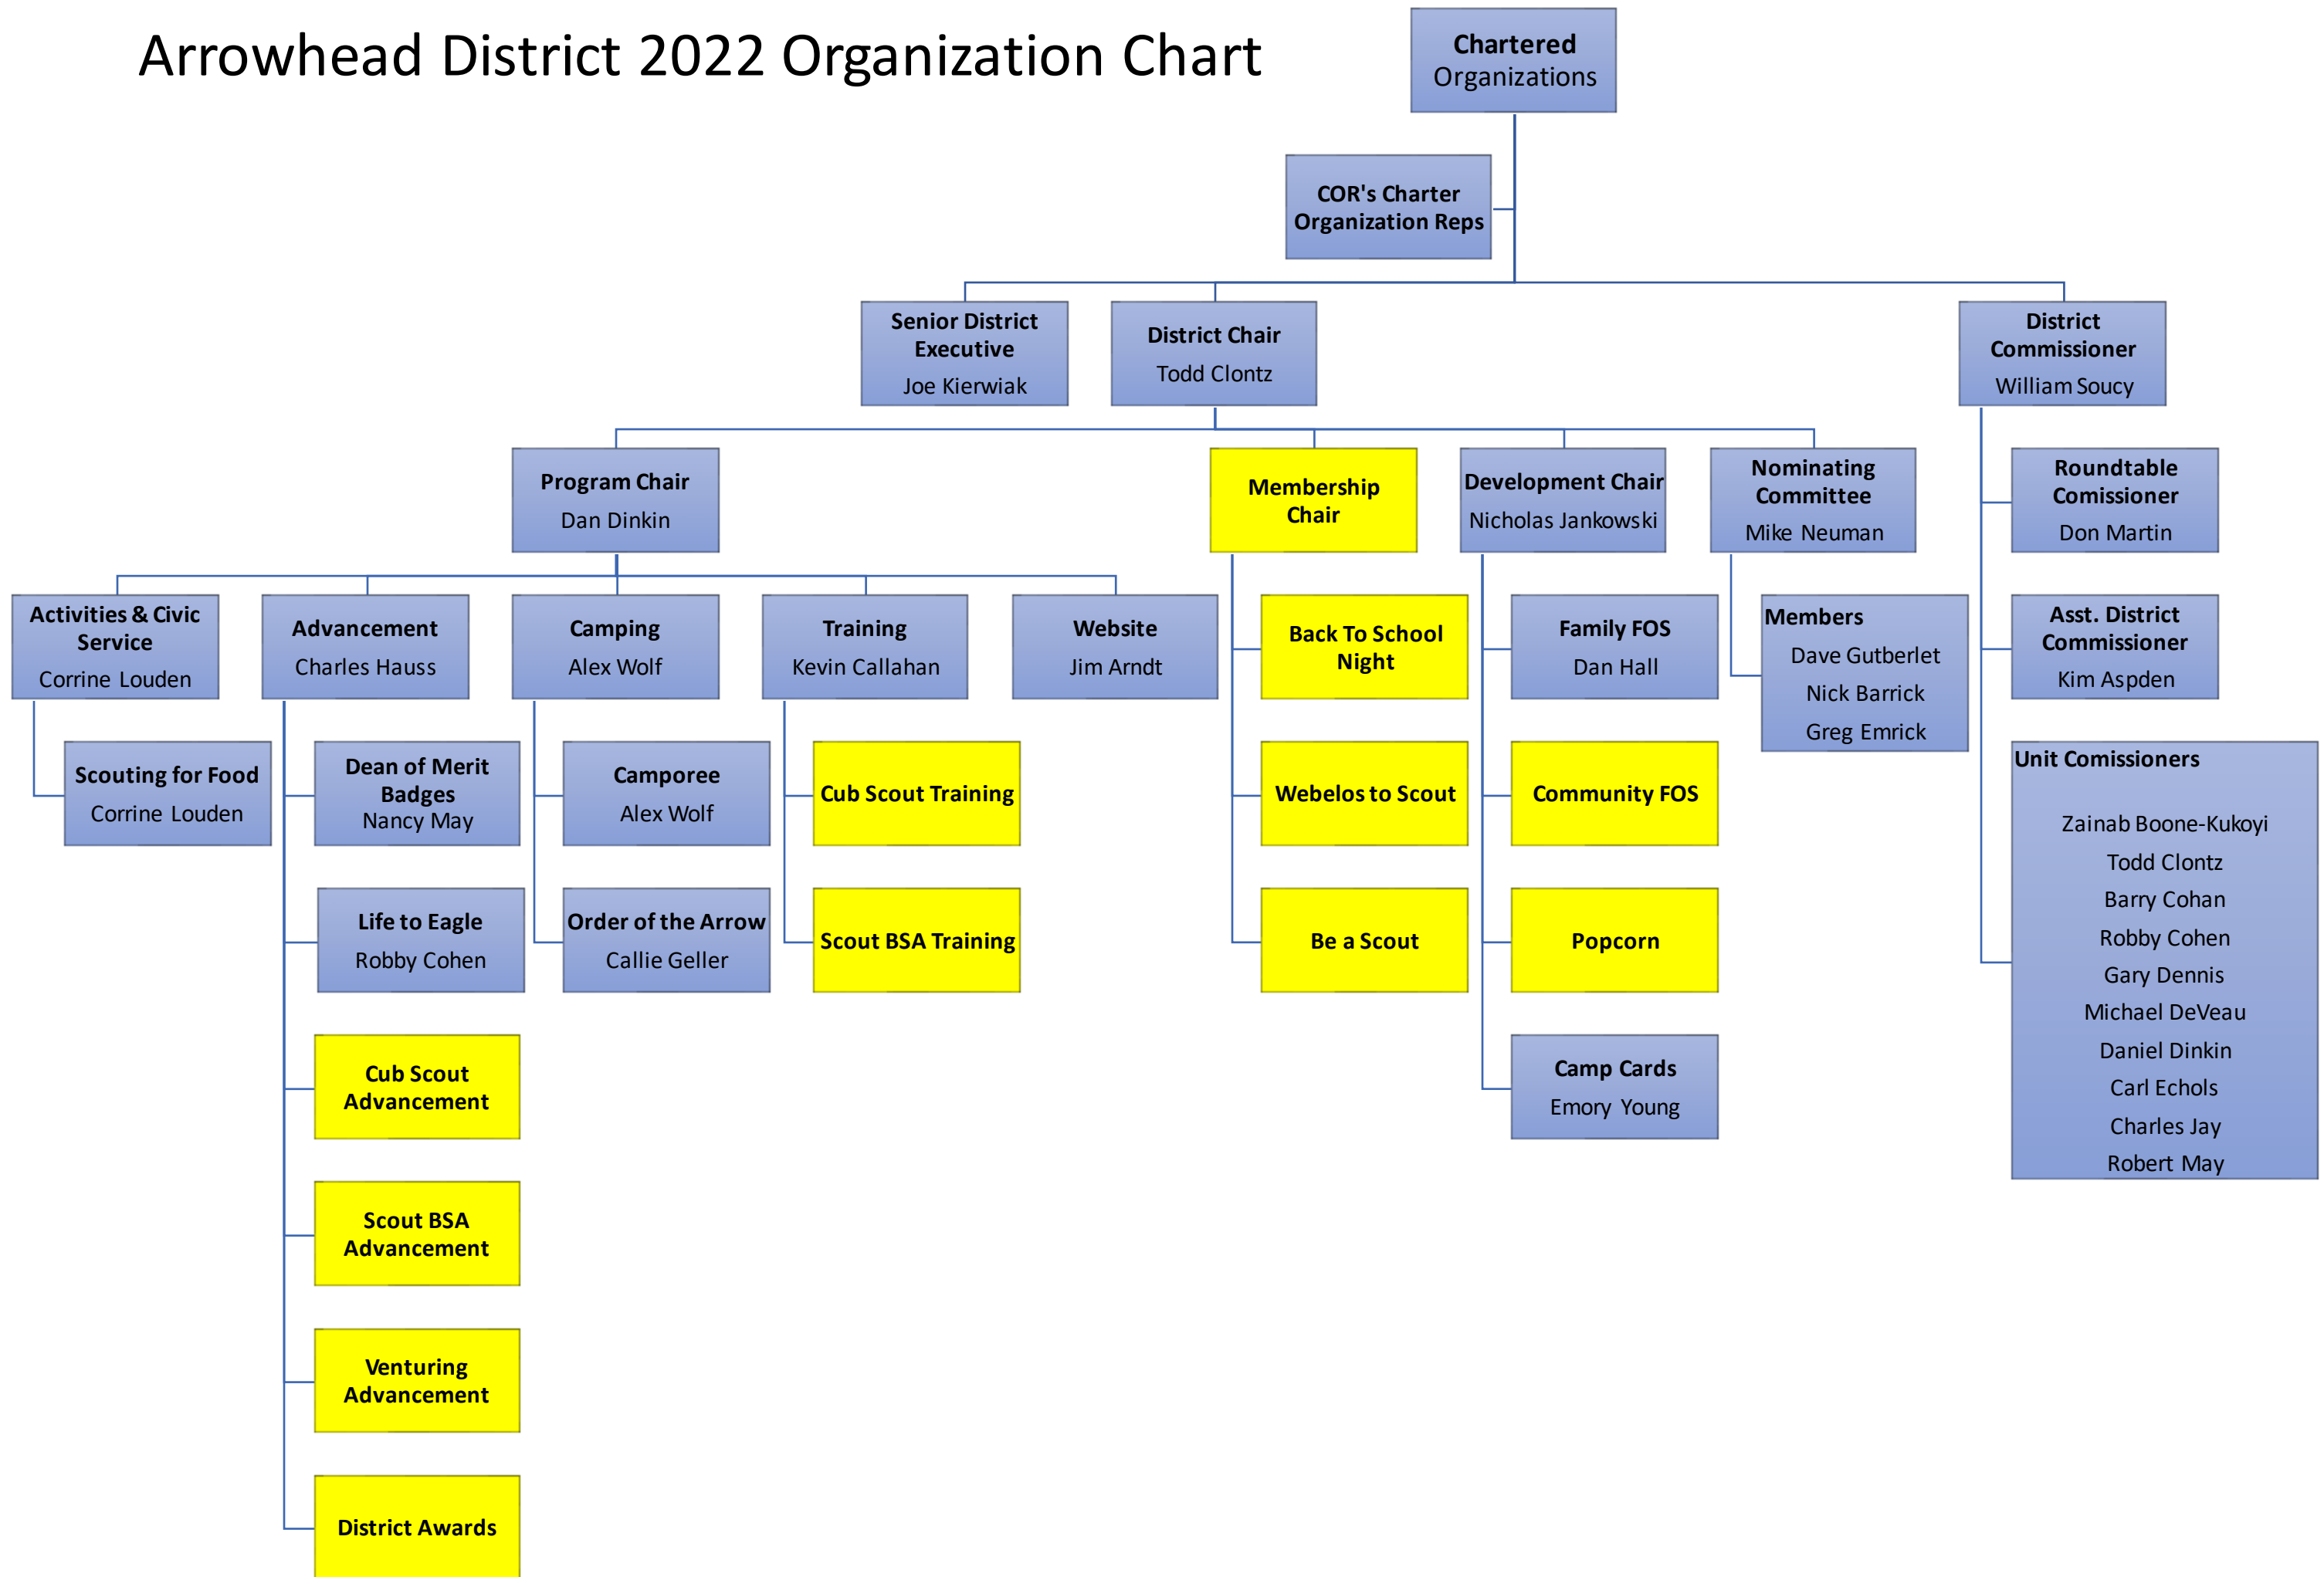 Arrowhead District 2022 Organization Chart
Chartered
Organizations
COR's Charter
Organization Reps
Senior District
Executive
Joe Kierwiak
District Chair
Todd Clontz
District
Commissioner
William Soucy
Program Chair
Dan Dinkin
Membership
Chair
Development Chair
Nicholas Jankowski
Nominating
Committee
Mike Neuman
Roundtable
Comissioner
Don Martin
Activities & Civic
Service
Corrine Louden
Advancement
Charles Hauss
Camping
Alex Wolf
Training
Kevin Callahan
Website
Jim Arndt
Back To School
Night
Family FOS
Dan Hall
Members
Dave Gutberlet
Nick Barrick
Greg Emrick
Asst. District
Commissioner
Kim Aspden
Scouting for Food
Corrine Louden
Dean of Merit
Badges
Nancy May
Camporee
Alex Wolf
Cub Scout Training
Webelos to Scout
Community FOS
Unit Comissioners
Zainab Boone-Kukoyi
Todd Clontz
Barry Cohan
Robby Cohen
Gary Dennis
Michael DeVeau
Daniel Dinkin
Carl Echols
Charles Jay
Robert May
Life to Eagle
Robby Cohen
Order of the Arrow
Callie Geller
Scout BSA Training
Be a Scout
Popcorn
Cub Scout
Advancement
Camp Cards
Emory Young
Scout BSA
Advancement
Venturing
Advancement
District Awards